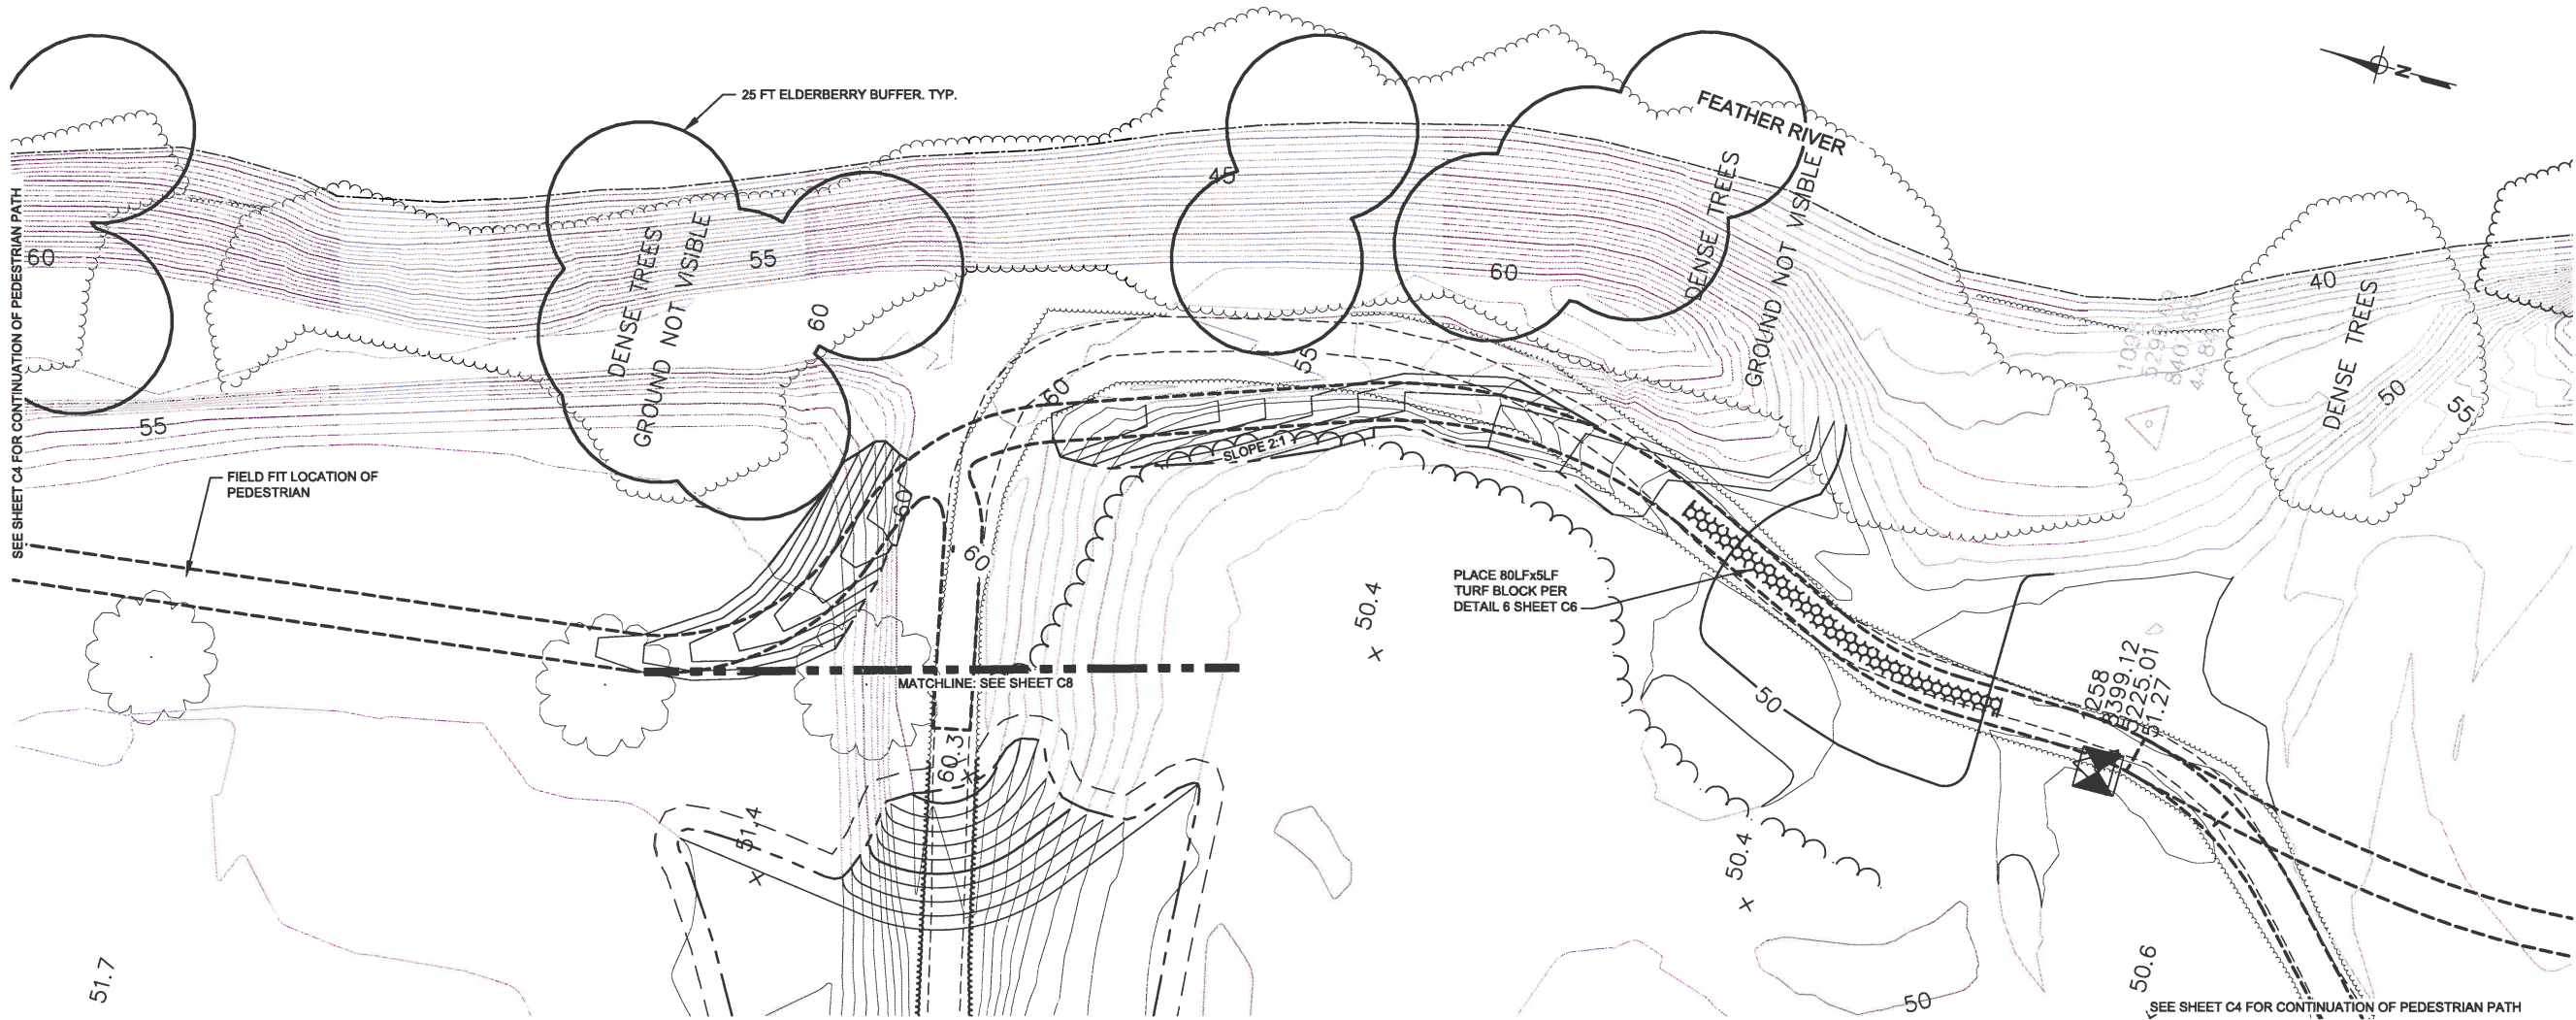 25 FT ELDERBERRY BUFFER. TYP.
N
FEATHER RIVER
45
DENSE TREES
GROUND NOT VISIBLE
55
60
60
DENSE TREES
GROUND NOT VISIBLE
60
40
DENSE TREES
50
55
SEE SHEET C4 FOR CONTINUATION OF PEDESTRIAN PATH
55
55
60
FIELD FIT LOCATION OF
PEDESTRIAN
SLOPE 2:1
60
60
PLACE 80LFx5LF
TURF BLOCK PER
DETAIL 6 SHEET C6
50.4
x
MATCHLINE: SEE SHEET C8
50
1258
51.27
60.3
x
51.4
x
50.4
x
51.7
50
50.6
SEE SHEET C4 FOR CONTINUATION OF PEDESTRIAN PATH